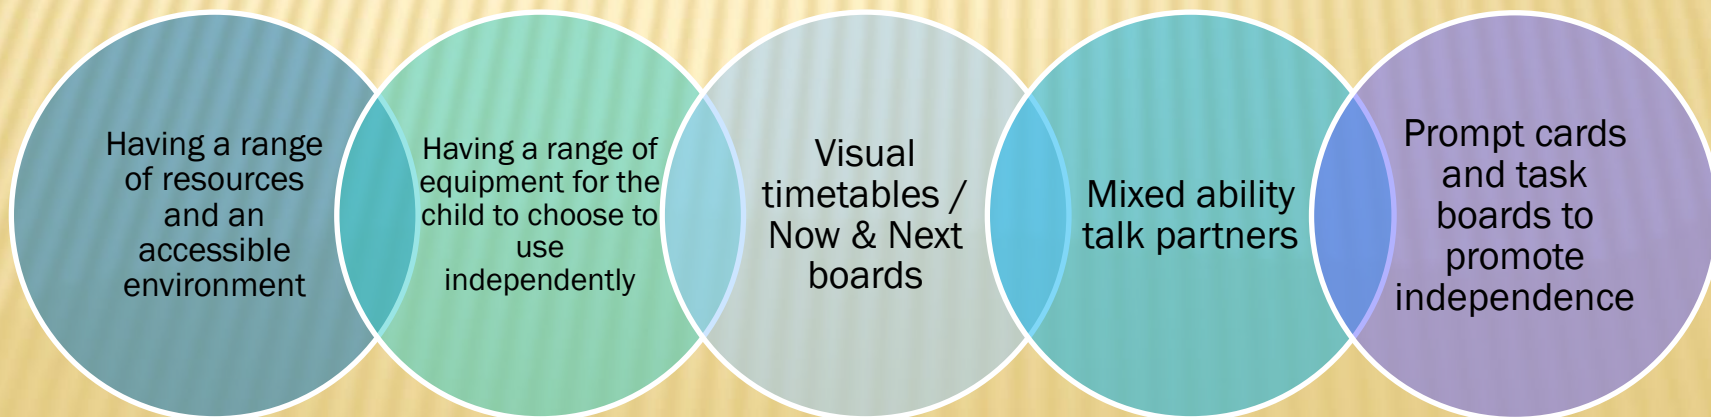 Having a range
of resources
and an
accessible
environment
Having a range of
equipment for the
child to choose to
use
independently
Visual
timetables /
Now & Next
boards
Mixed ability
talk partners
Prompt cards
and task
boards to
promote
independence